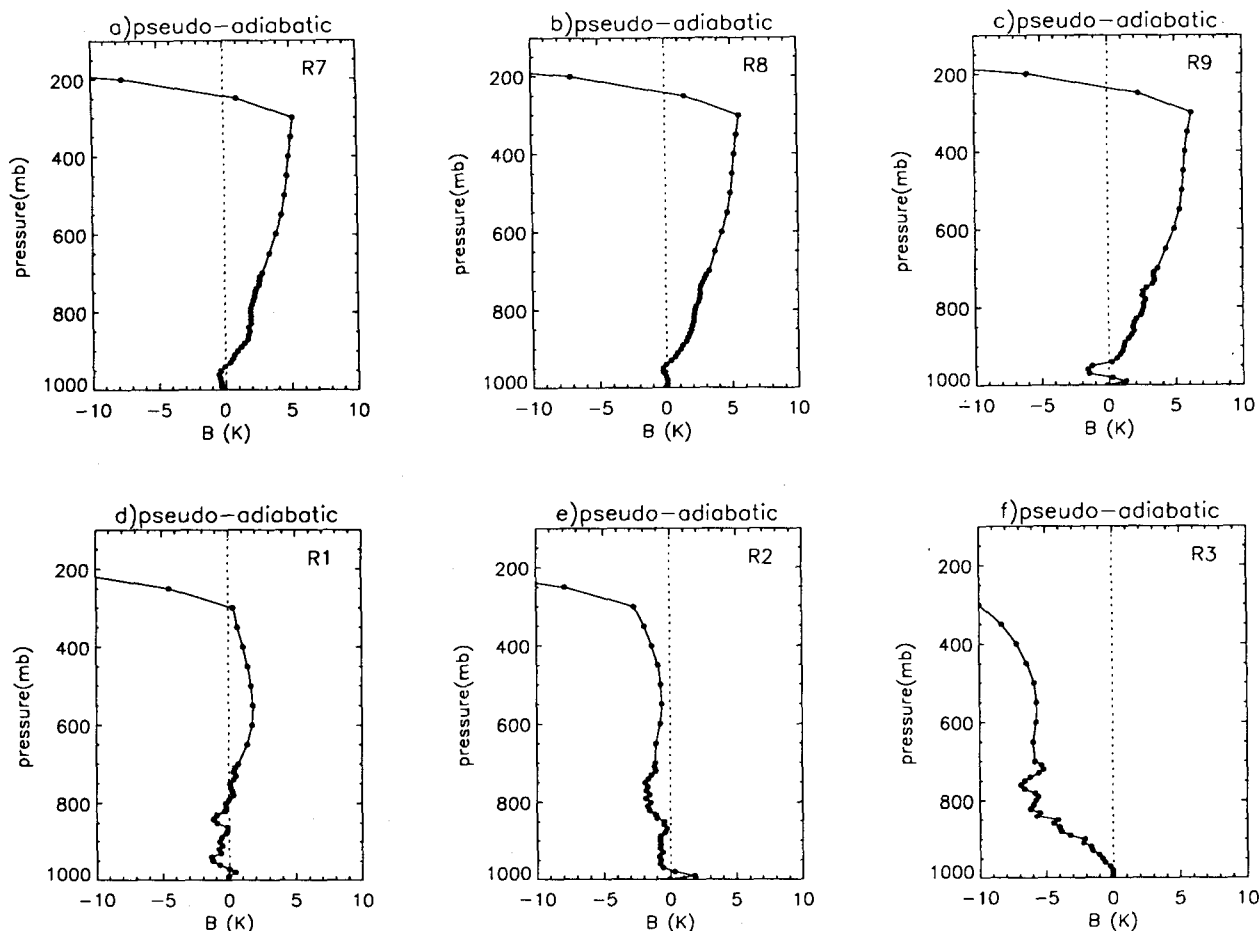 a)pseudo-adiabatic
R7
200
400
600
800
1000
pressure(mb)
-10 -5 0 5 10
B (K)
b)pseudo-adiabatic
R8
200
400
600
800
1000
pressure(mb)
-10 -5 0 5 10
B (K)
c)pseudo-adiabatic
R9
200
400
600
800
1000
pressure(mb)
-10 -5 0 5 10
B (K)
d)pseudo-adiabatic
R1
200
400
600
800
1000
pressure(mb)
-10 -5 0 5 10
B (K)
e)pseudo-adiabatic
R2
200
400
600
800
1000
pressure(mb)
-10 -5 0 5 10
B (K)
f)pseudo-adiabatic
R3
200
400
600
800
1000
pressure(mb)
-10 -5 0 5 10
B (K)